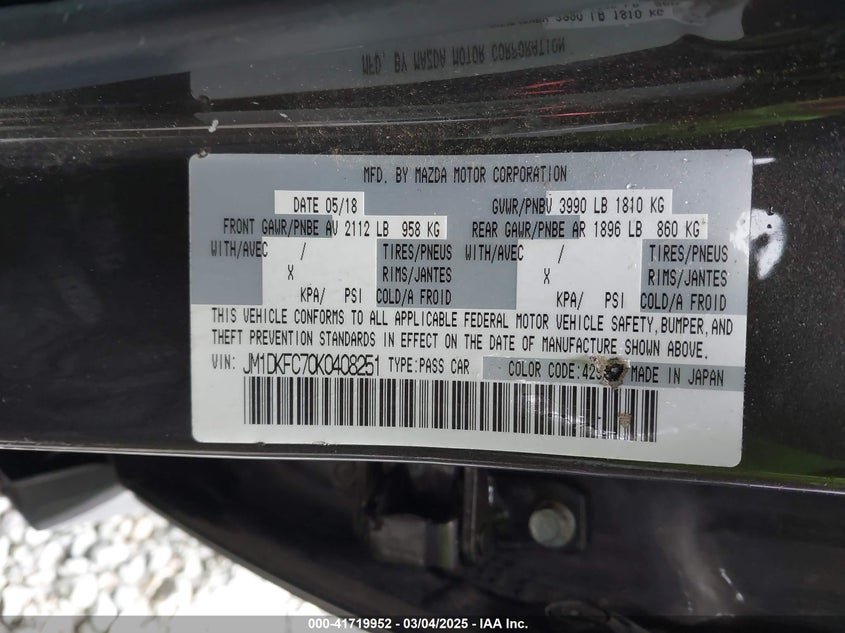 MFD. BY MAZDA MOTOR CORPORATION
MFD. BY MAZDA MOTOR CORPORATION
DATE 05/18 GVWR/PNBV 3990 LB 1810 KG
FRONT GAWR/PNBE AV 2112 LB 958 KG REAR GAWR/PNBE AR 1896 LB 860 KG
WITH/AVEC / TIRES/PNEUS WITH/AVEC / TIRES/PNEUS
X RIMS/JANTES X RIMS/JANTES
KPA/ PSI COLD/A FROID KPA/ PSI COLD/A FROID
THIS VEHICLE CONFORMS TO ALL APPLICABLE FEDERAL MOTOR VEHICLE SAFETY, BUMPER, AND
THEFT PREVENTION STANDARDS IN EFFECT ON THE DATE OF MANUFACTURE SHOWN ABOVE.
VIN: JM1DKFC70K0408251 TYPE: PASS CAR COLOR CODE: MADE IN JAPAN
000-41719952 — 03/04/2025 — IAA Inc.